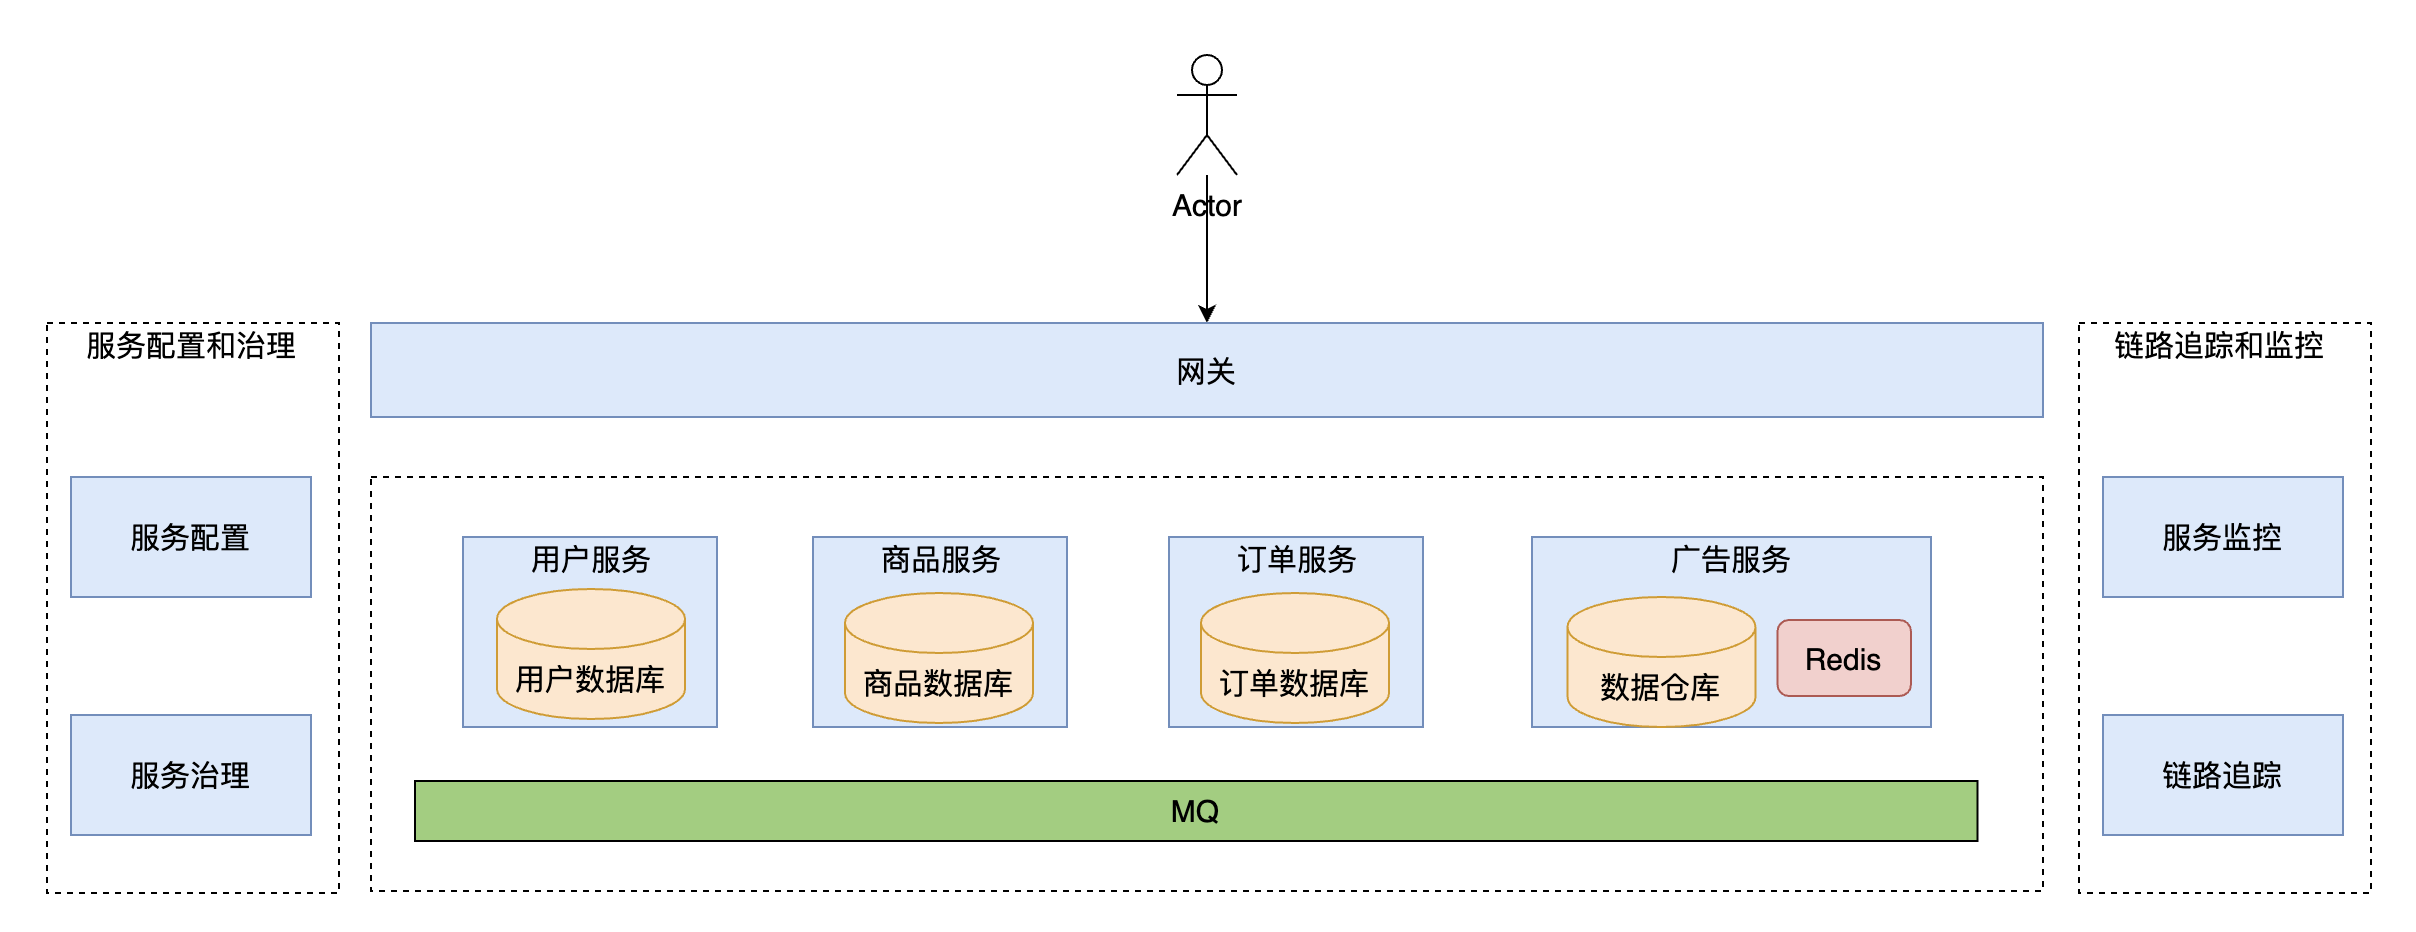 Actor
服务配置和治理
网关
链路追踪和监控
服务配置
服务治理
用户服务
用户数据库
商品服务
商品数据库
订单服务
订单数据库
广告服务
数据仓库
Redis
MQ
服务监控
链路追踪